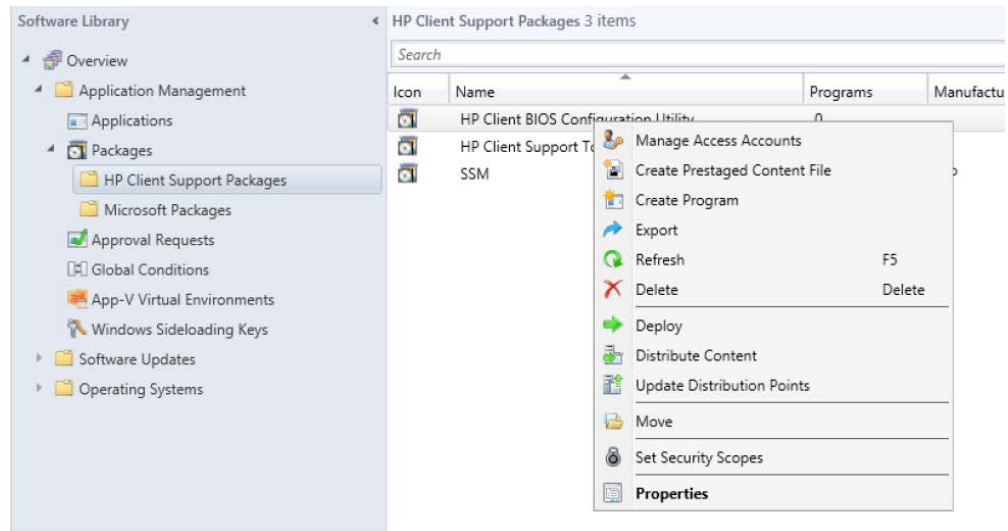 Software Library
Overview
Application Management
Applications
Packages
HP Client Support Packages
Microsoft Packages
Approval Requests
Global Conditions
App-V Virtual Environments
Windows Sideloading Keys
Software Updates
Operating Systems
HP Client Support Packages 3 items
Search
Icon Name Programs Manufactu
HP Client BIOS Configuration Utility 0
HP Client Support To
SSM
Manage Access Accounts
Create Prestaged Content File
Create Program
Export
Refresh F5
Delete Delete
Deploy
Distribute Content
Update Distribution Points
Move
Set Security Scopes
Properties